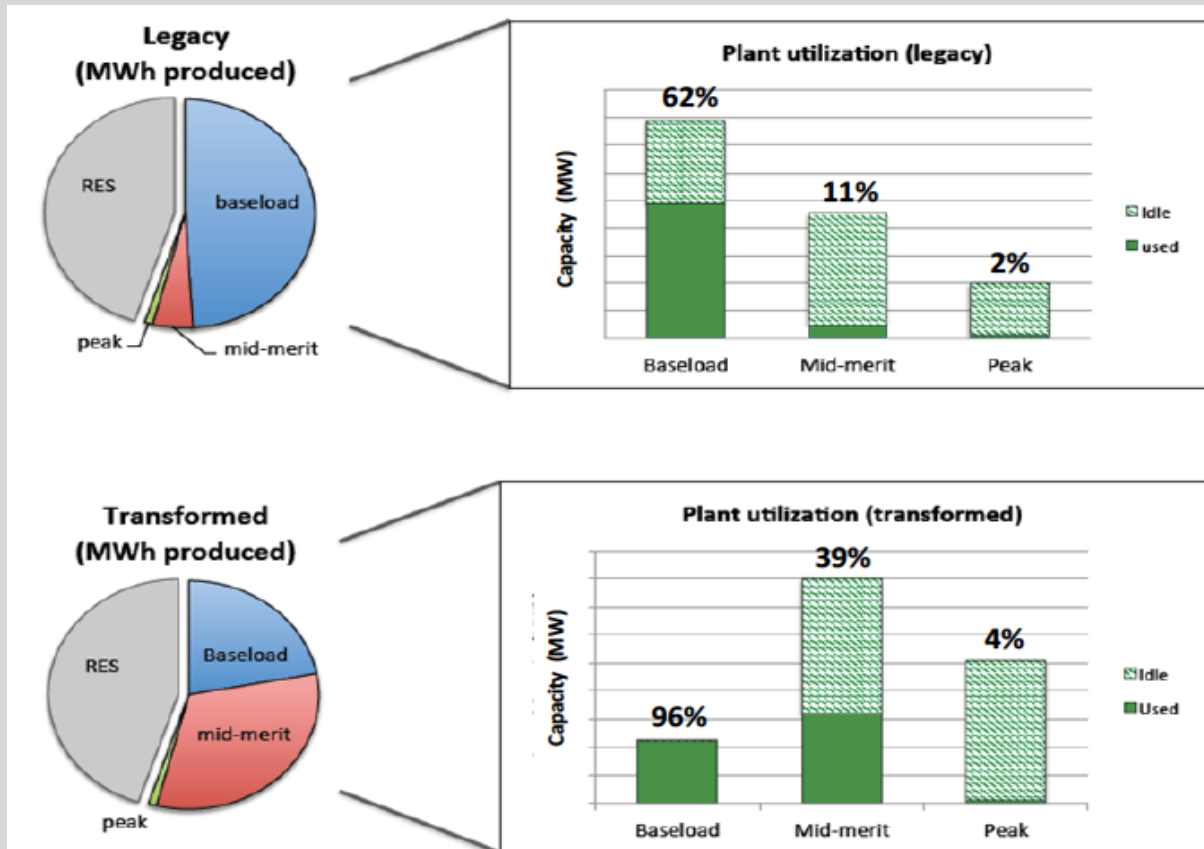 Legacy
(MWh produced)
RES
baseload
peak
mid-merit
Plant utilization (legacy)
Capacity (MW)
62%
11%
2%
Baseload
Mid-merit
Peak
Idle
used
Transformed
(MWh produced)
RES
Baseload
mid-merit
peak
Plant utilization (transformed)
Capacity (MW)
96%
39%
4%
Baseload
Mid-merit
Peak
Idle
Used